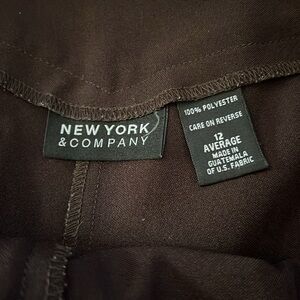 NEW YORK
& COMPANY
100% POLYESTER
CARE ON REVERSE
12
AVERAGE
MADE IN
GUATEMALA
OF U.S. FABRIC